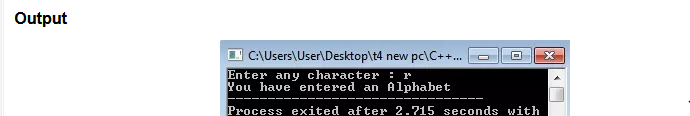 Output
C:\Users\User\Desktop\t4 new pc\C++...
Enter any character : r
You have entered an Alphabet
--------------------------------
Process exited after 2.715 seconds with